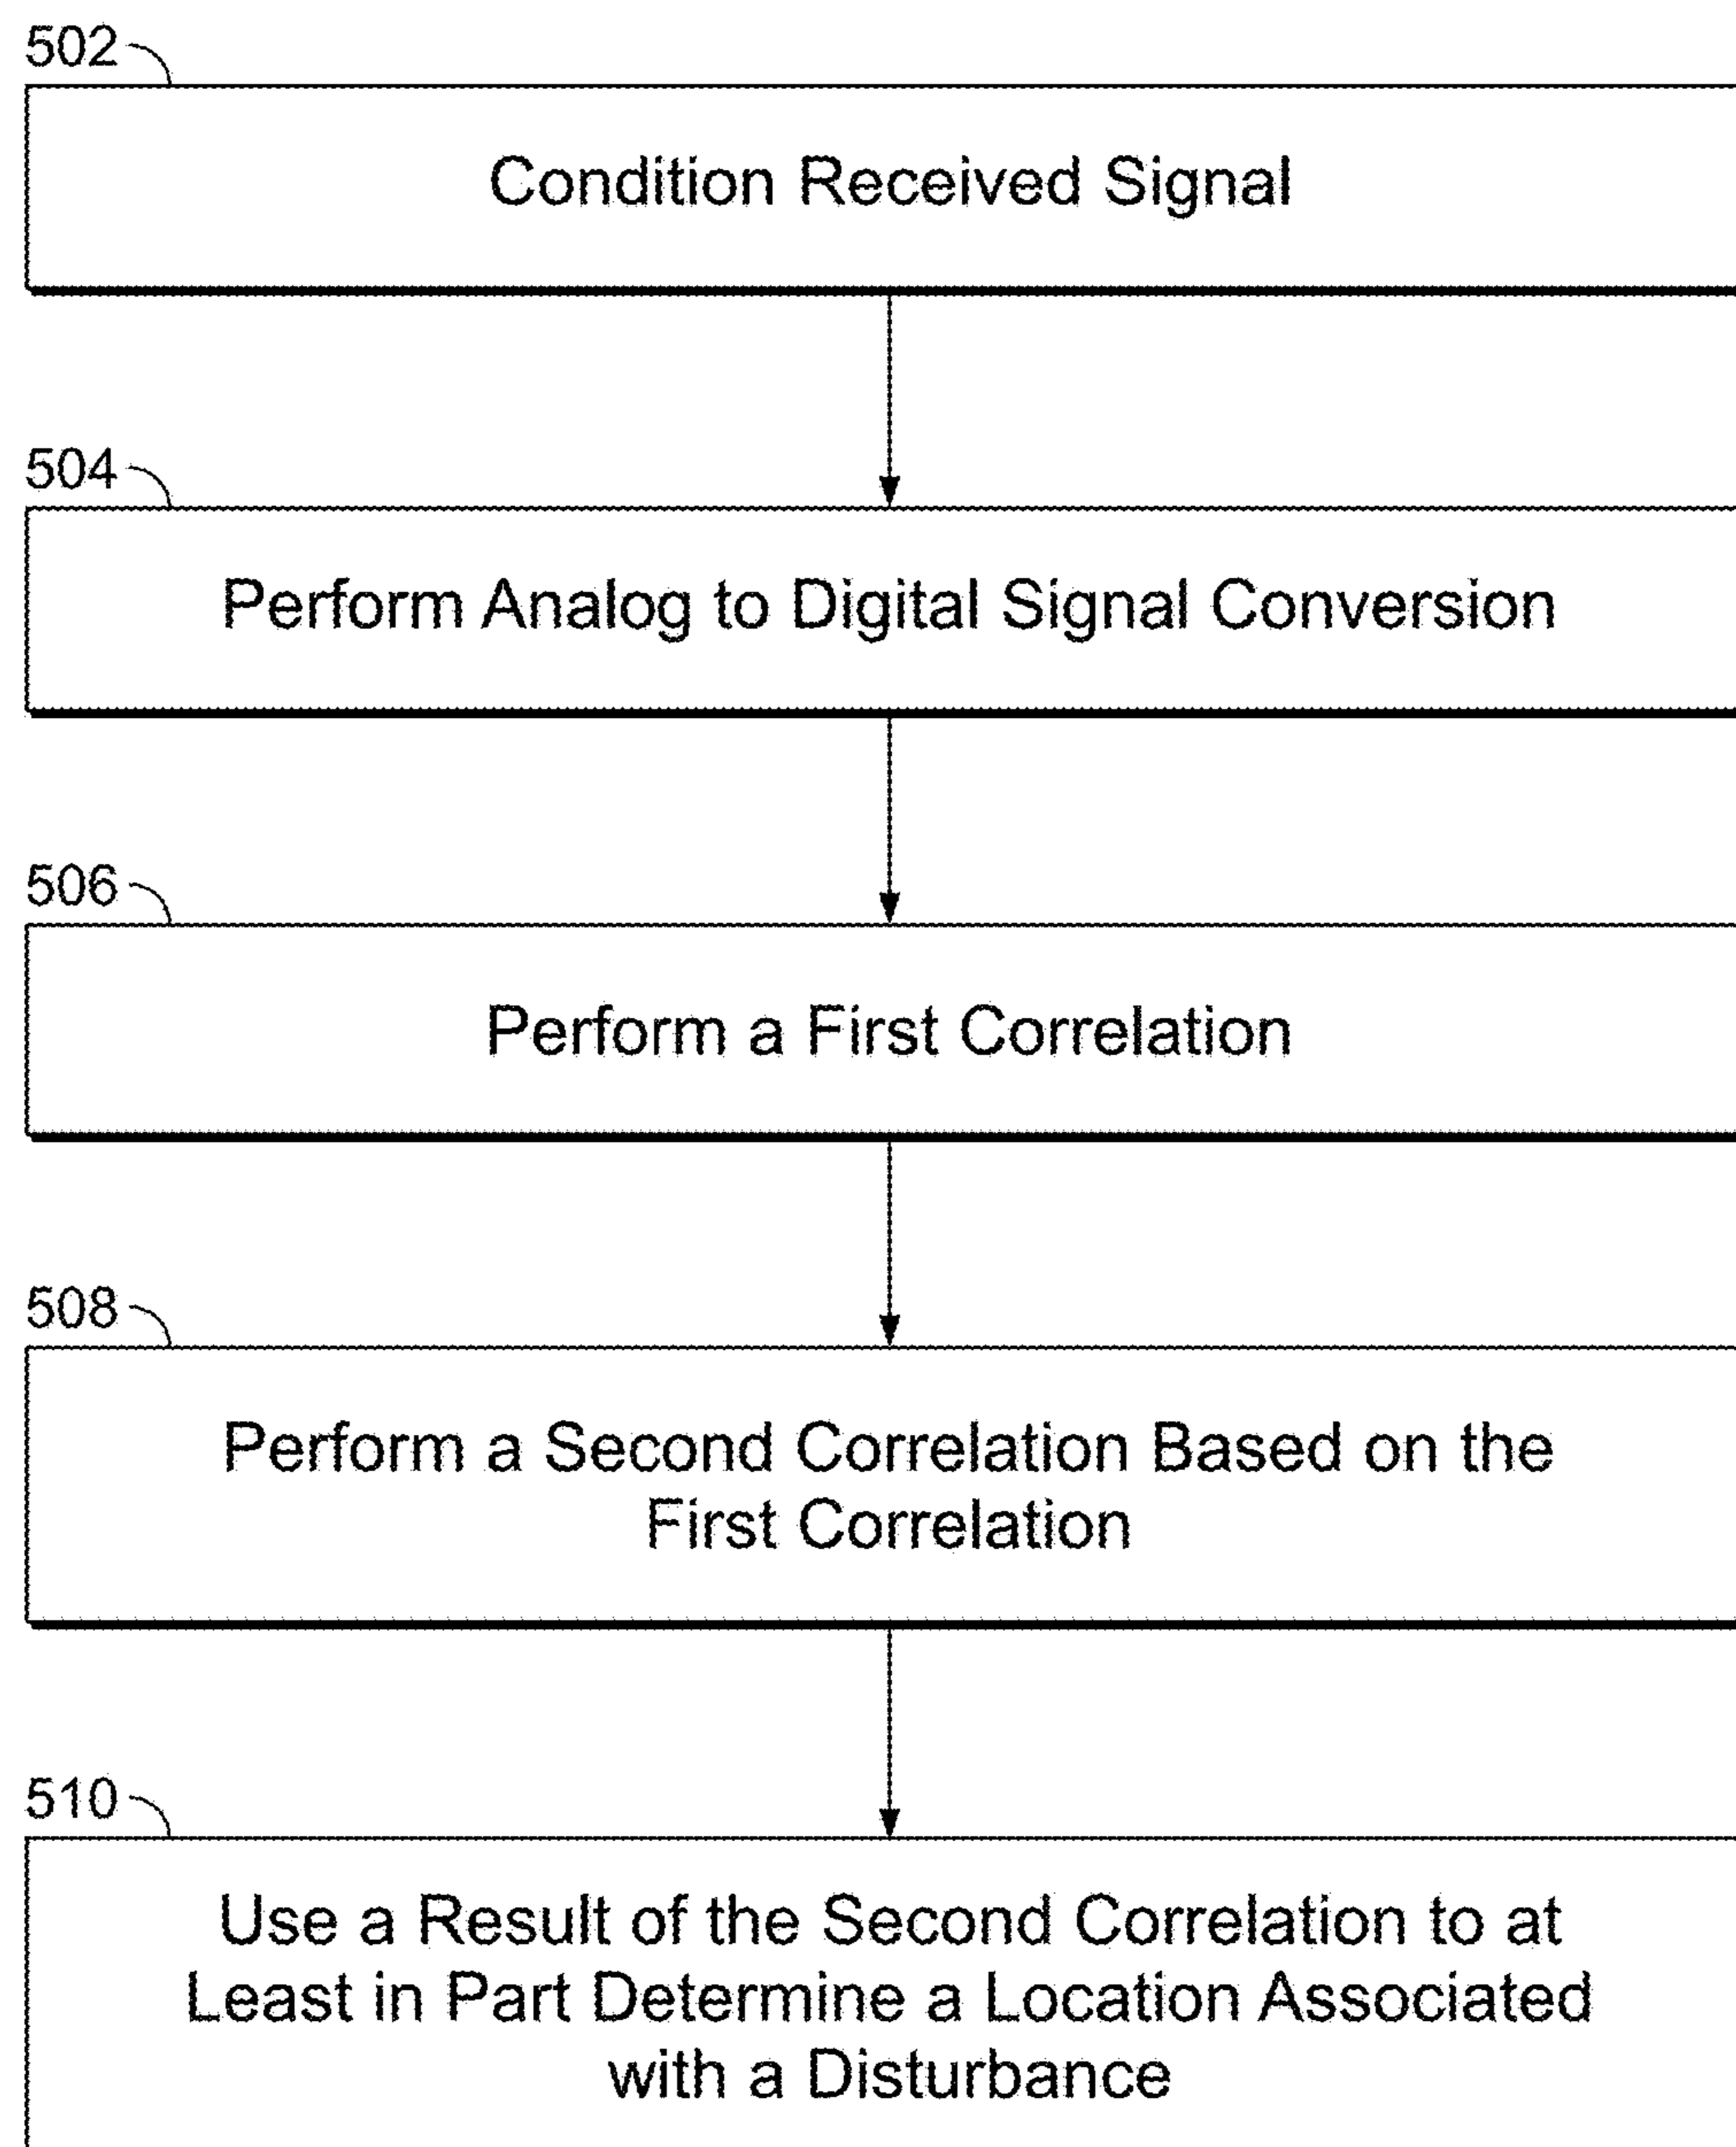 502
Condition Received Signal
504
Perform Analog to Digital Signal Conversion
506
Perform a First Correlation
508
Perform a Second Correlation Based on the
First Correlation
510
Use a Result of the Second Correlation to at
Least in Part Determine a Location Associated
with a Disturbance